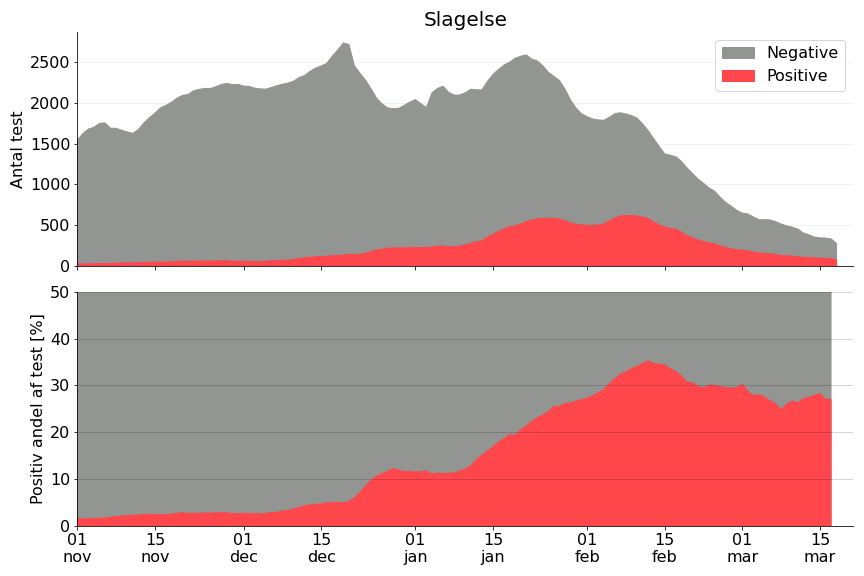 Slagelse
Antal test
2500
2000
1500
1000
500
0
Negative
Positive
Positiv andel af test [%]
50
40
30
20
10
0
01 15 01 15 01 15 01 15 01 15
nov nov dec dec jan jan feb feb mar mar